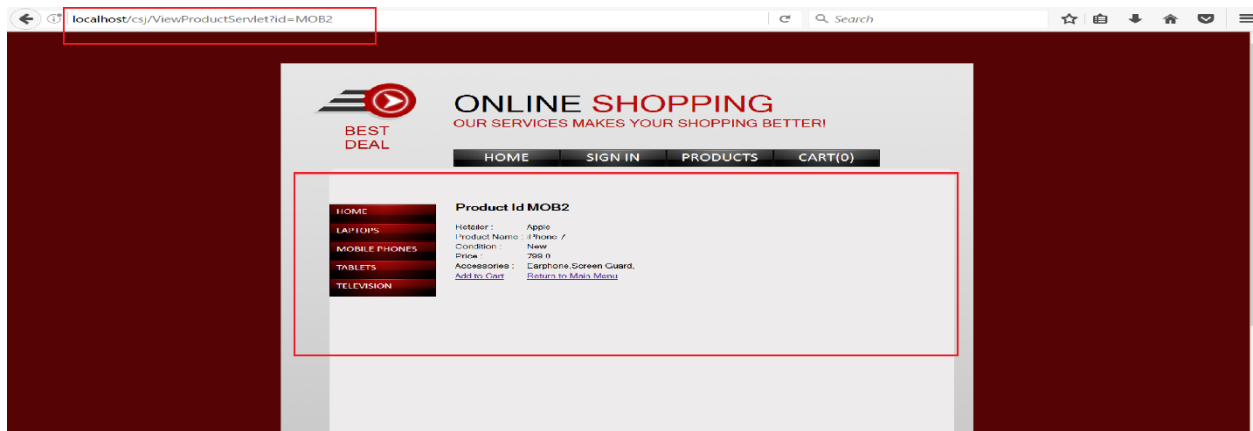 localhost/csj/ViewProductServlet?id=MOB2
Search
BEST
DEAL
ONLINE SHOPPING
OUR SERVICES MAKES YOUR SHOPPING BETTER!
HOME SIGN IN PRODUCTS CART(0)
HOME
LAPTOPS
MOBILE PHONES
TABLETS
TELEVISION
Product Id MOB2
Retailer : Apple
Product Name : iPhone 7
Condition : New
Price : 799.0
Accessories : Earphone,Screen Guard,
Add to Cart Return to Main Menu